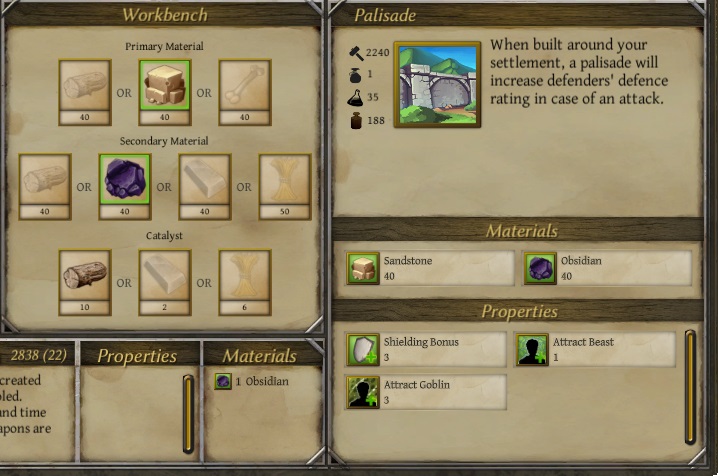 Workbench
Primary Material
OR OR
40 40 40
Secondary Material
OR OR OR
40 40 40 50
Catalyst
OR OR
10 2 6
2838 (22)
created
oled.
und time
apons are
Properties
Materials
1 Obsidian
Palisade
2240
1
35
188
When built around your
settlement, a palisade will
increase defenders' defence
rating in case of an attack.
Materials
Sandstone
40
Obsidian
40
Properties
Shielding Bonus
3
Attract Beast
1
Attract Goblin
3